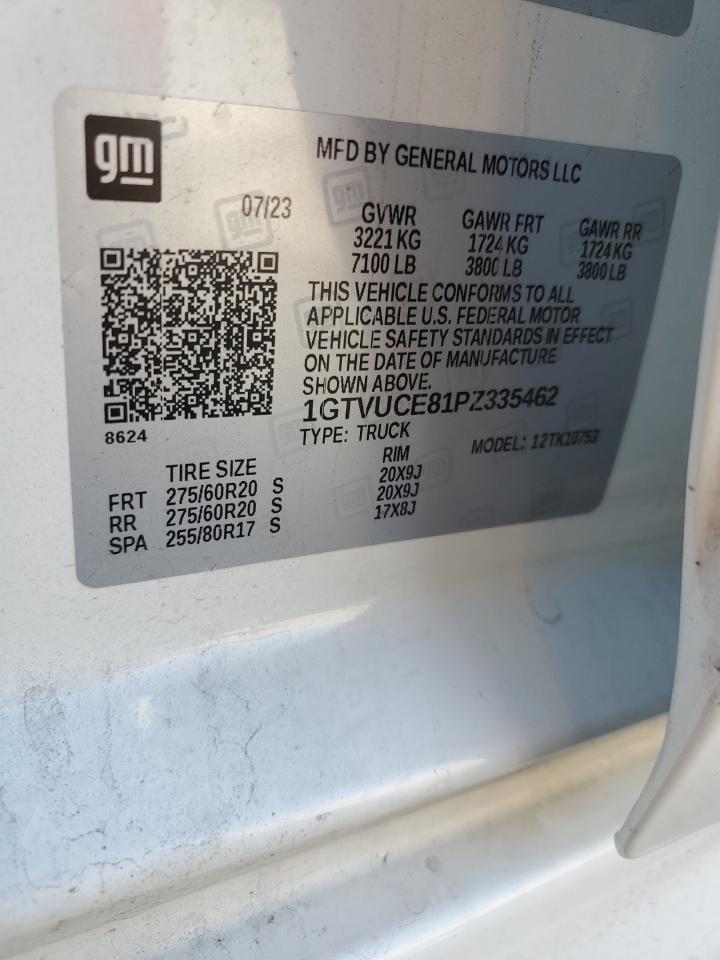 gm
MFD BY GENERAL MOTORS LLC
07/23
GVWR GAWR FRT GAWR RR
3221 KG 1724 KG 1724 KG
7100 LB 3800 LB 3800 LB
THIS VEHICLE CONFORMS TO ALL
APPLICABLE U.S. FEDERAL MOTOR
VEHICLE SAFETY STANDARDS IN EFFECT
ON THE DATE OF MANUFACTURE
SHOWN ABOVE.
1GTVUCE81PZ335462
8624
TYPE: TRUCK MODEL: 12TK10753
TIRE SIZE RIM
FRT 275/60R20 S 20X9J
RR 275/60R20 S 20X9J
SPA 255/80R17 S 17X8J